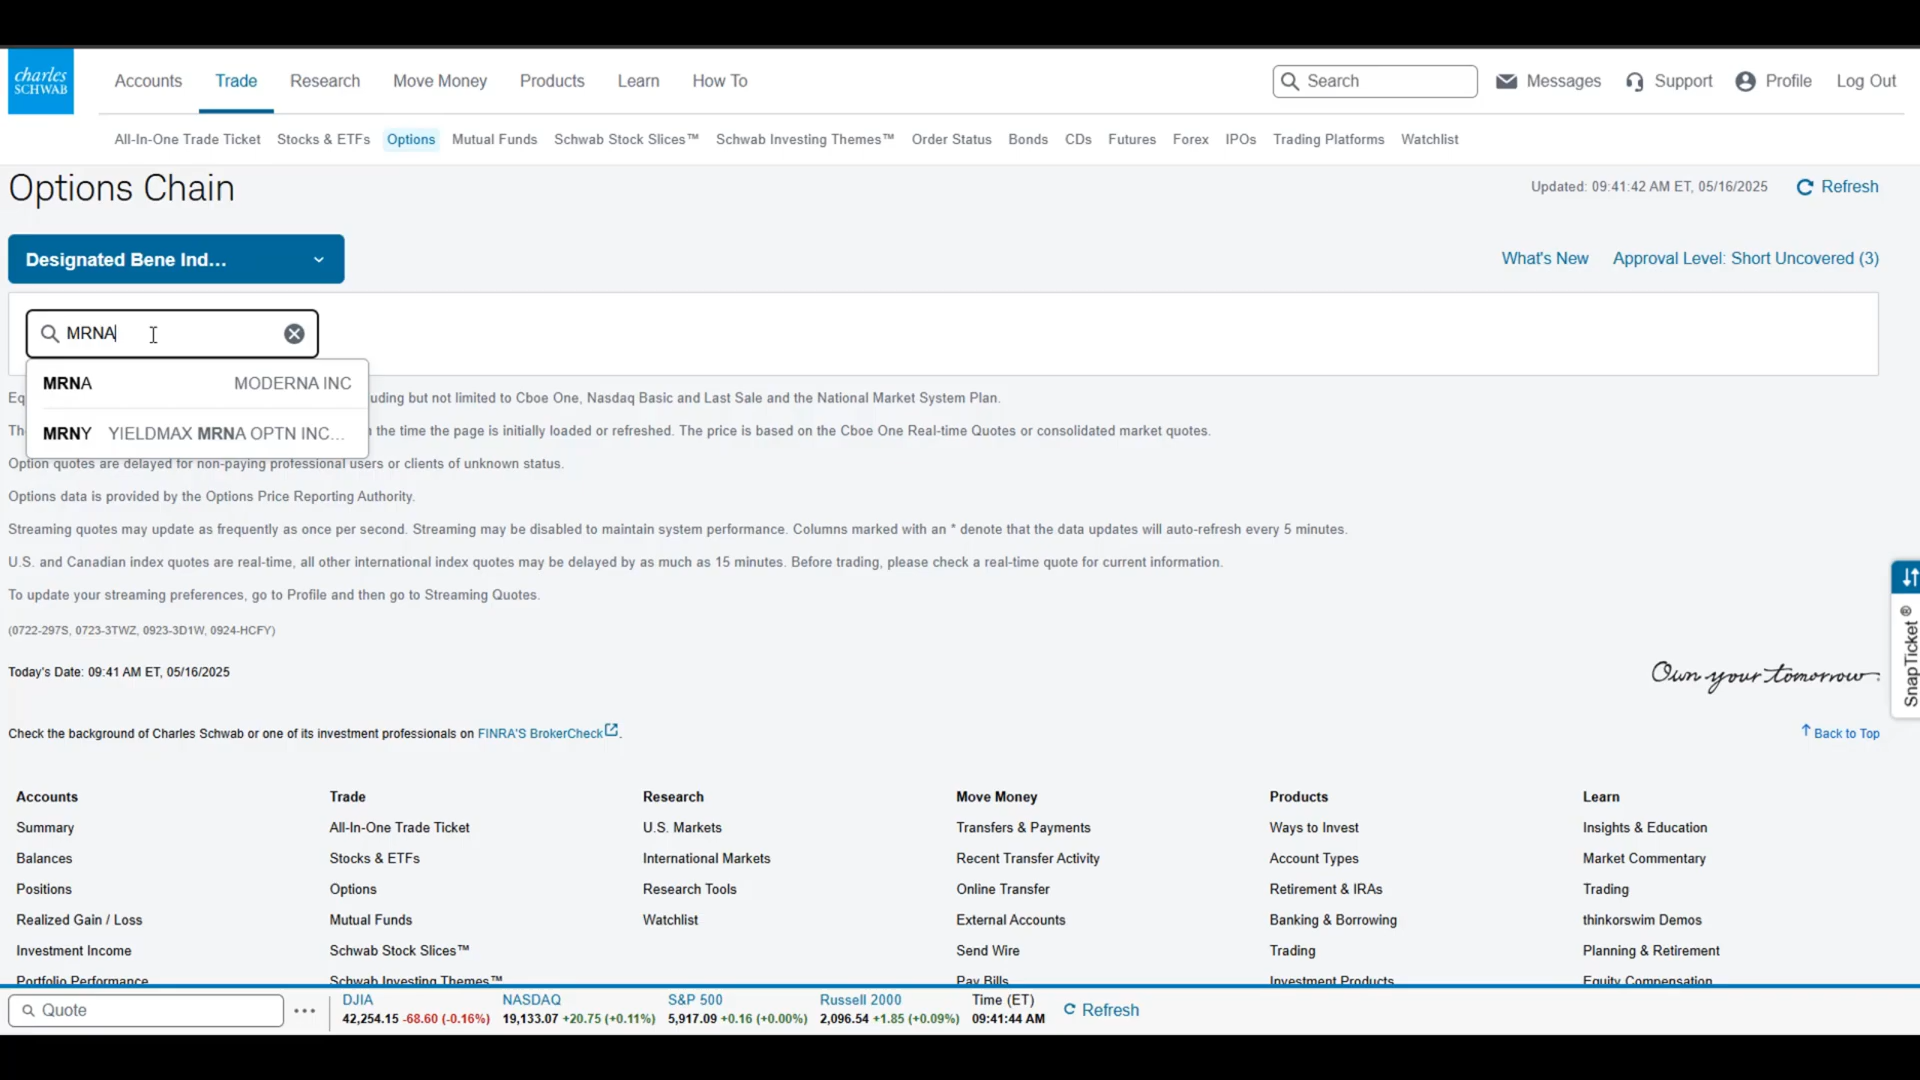 charles
SCHWAB
Accounts Trade Research Move Money Products Learn How To
Search Messages Support Profile Log Out
All-In-One Trade Ticket Stocks & ETFs Options Mutual Funds Schwab Stock Slices™ Schwab Investing Themes™ Order Status Bonds CDs Futures Forex IPOs Trading Platforms Watchlist
Options Chain
Updated: 09:41:42 AM ET, 05/16/2025 Refresh
Designated Bene Ind...
What's New Approval Level: Short Uncovered (3)
MRNA
MRNA MODERNA INC
MRNY YIELDMAX MRNA OPTN INC...
Eq uding but not limited to Cboe One, Nasdaq Basic and Last Sale and the National Market System Plan.
Th the time the page is initially loaded or refreshed. The price is based on the Cboe One Real-time Quotes or consolidated market quotes.
Option quotes are delayed for non-paying professional users or clients of unknown status.
Options data is provided by the Options Price Reporting Authority.
Streaming quotes may update as frequently as once per second. Streaming may be disabled to maintain system performance. Columns marked with an * denote that the data updates will auto-refresh every 5 minutes.
U.S. and Canadian index quotes are real-time, all other international index quotes may be delayed by as much as 15 minutes. Before trading, please check a real-time quote for current information.
To update your streaming preferences, go to Profile and then go to Streaming Quotes.
(0722-297S, 0723-3TWZ, 0923-3D1W, 0924-HCFY)
Today's Date: 09:41 AM ET, 05/16/2025
Own your tomorrow.
SnapTicket®
Check the background of Charles Schwab or one of its investment professionals on FINRA'S BrokerCheck.
Back to Top
Accounts Trade Research Move Money Products Learn
Summary All-In-One Trade Ticket U.S. Markets Transfers & Payments Ways to Invest Insights & Education
Balances Stocks & ETFs International Markets Recent Transfer Activity Account Types Market Commentary
Positions Options Research Tools Online Transfer Retirement & IRAs Trading
Realized Gain / Loss Mutual Funds Watchlist External Accounts Banking & Borrowing thinkorswim Demos
Investment Income Schwab Stock Slices™ Send Wire Trading Planning & Retirement
Portfolio Performance Schwab Investing Themes™ Pay Bills Investment Products Equity Compensation
Quote
DJIA NASDAQ S&P 500 Russell 2000 Time (ET)
42,254.15 -68.60 (-0.16%) 19,133.07 +20.75 (+0.11%) 5,917.09 +0.16 (+0.00%) 2,096.54 +1.85 (+0.09%) 09:41:44 AM Refresh